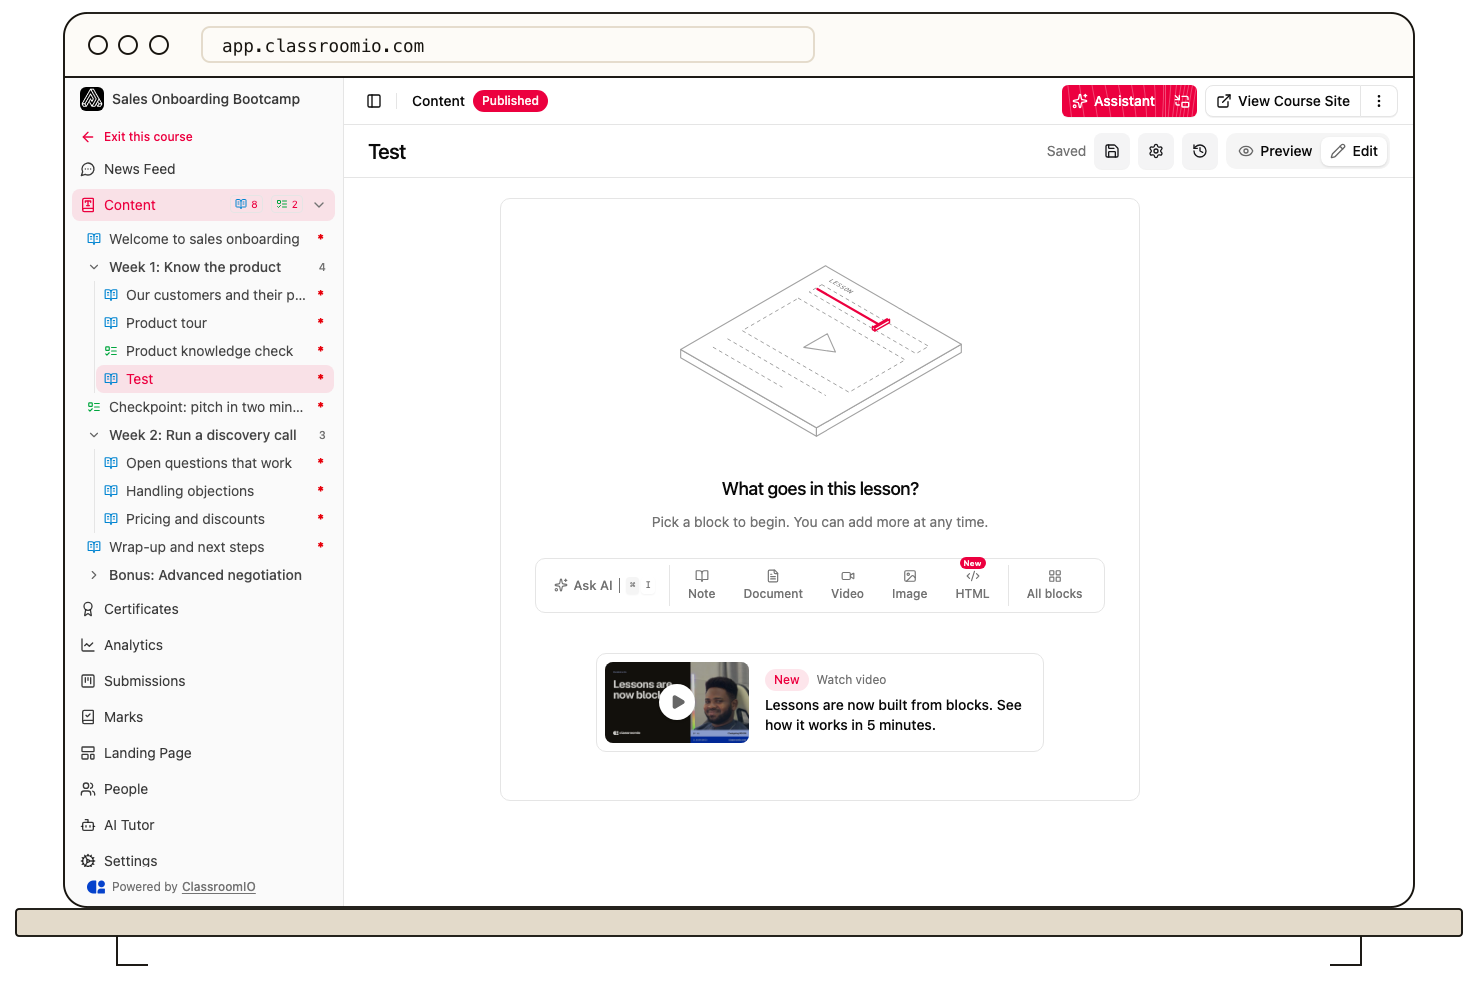 app.classroomio.com
Sales Onboarding Bootcamp
Exit this course
News Feed
Content 8 2
Welcome to sales onboarding *
Week 1: Know the product 4
Our customers and their p... *
Product tour *
Product knowledge check *
Test *
Checkpoint: pitch in two min... *
Week 2: Run a discovery call 3
Open questions that work *
Handling objections *
Pricing and discounts *
Wrap-up and next steps *
Bonus: Advanced negotiation
Certificates
Analytics
Submissions
Marks
Landing Page
People
AI Tutor
Settings
Powered by ClassroomIO
Content Published
Assistant
View Course Site
Test
Saved
Preview
Edit
LESSON
What goes in this lesson?
Pick a block to begin. You can add more at any time.
Ask AI ⌘ I
Note
Document
Video
Image
New
HTML
All blocks
Lessons are
now bloc
classroomio
New Watch video
Lessons are now built from blocks. See
how it works in 5 minutes.